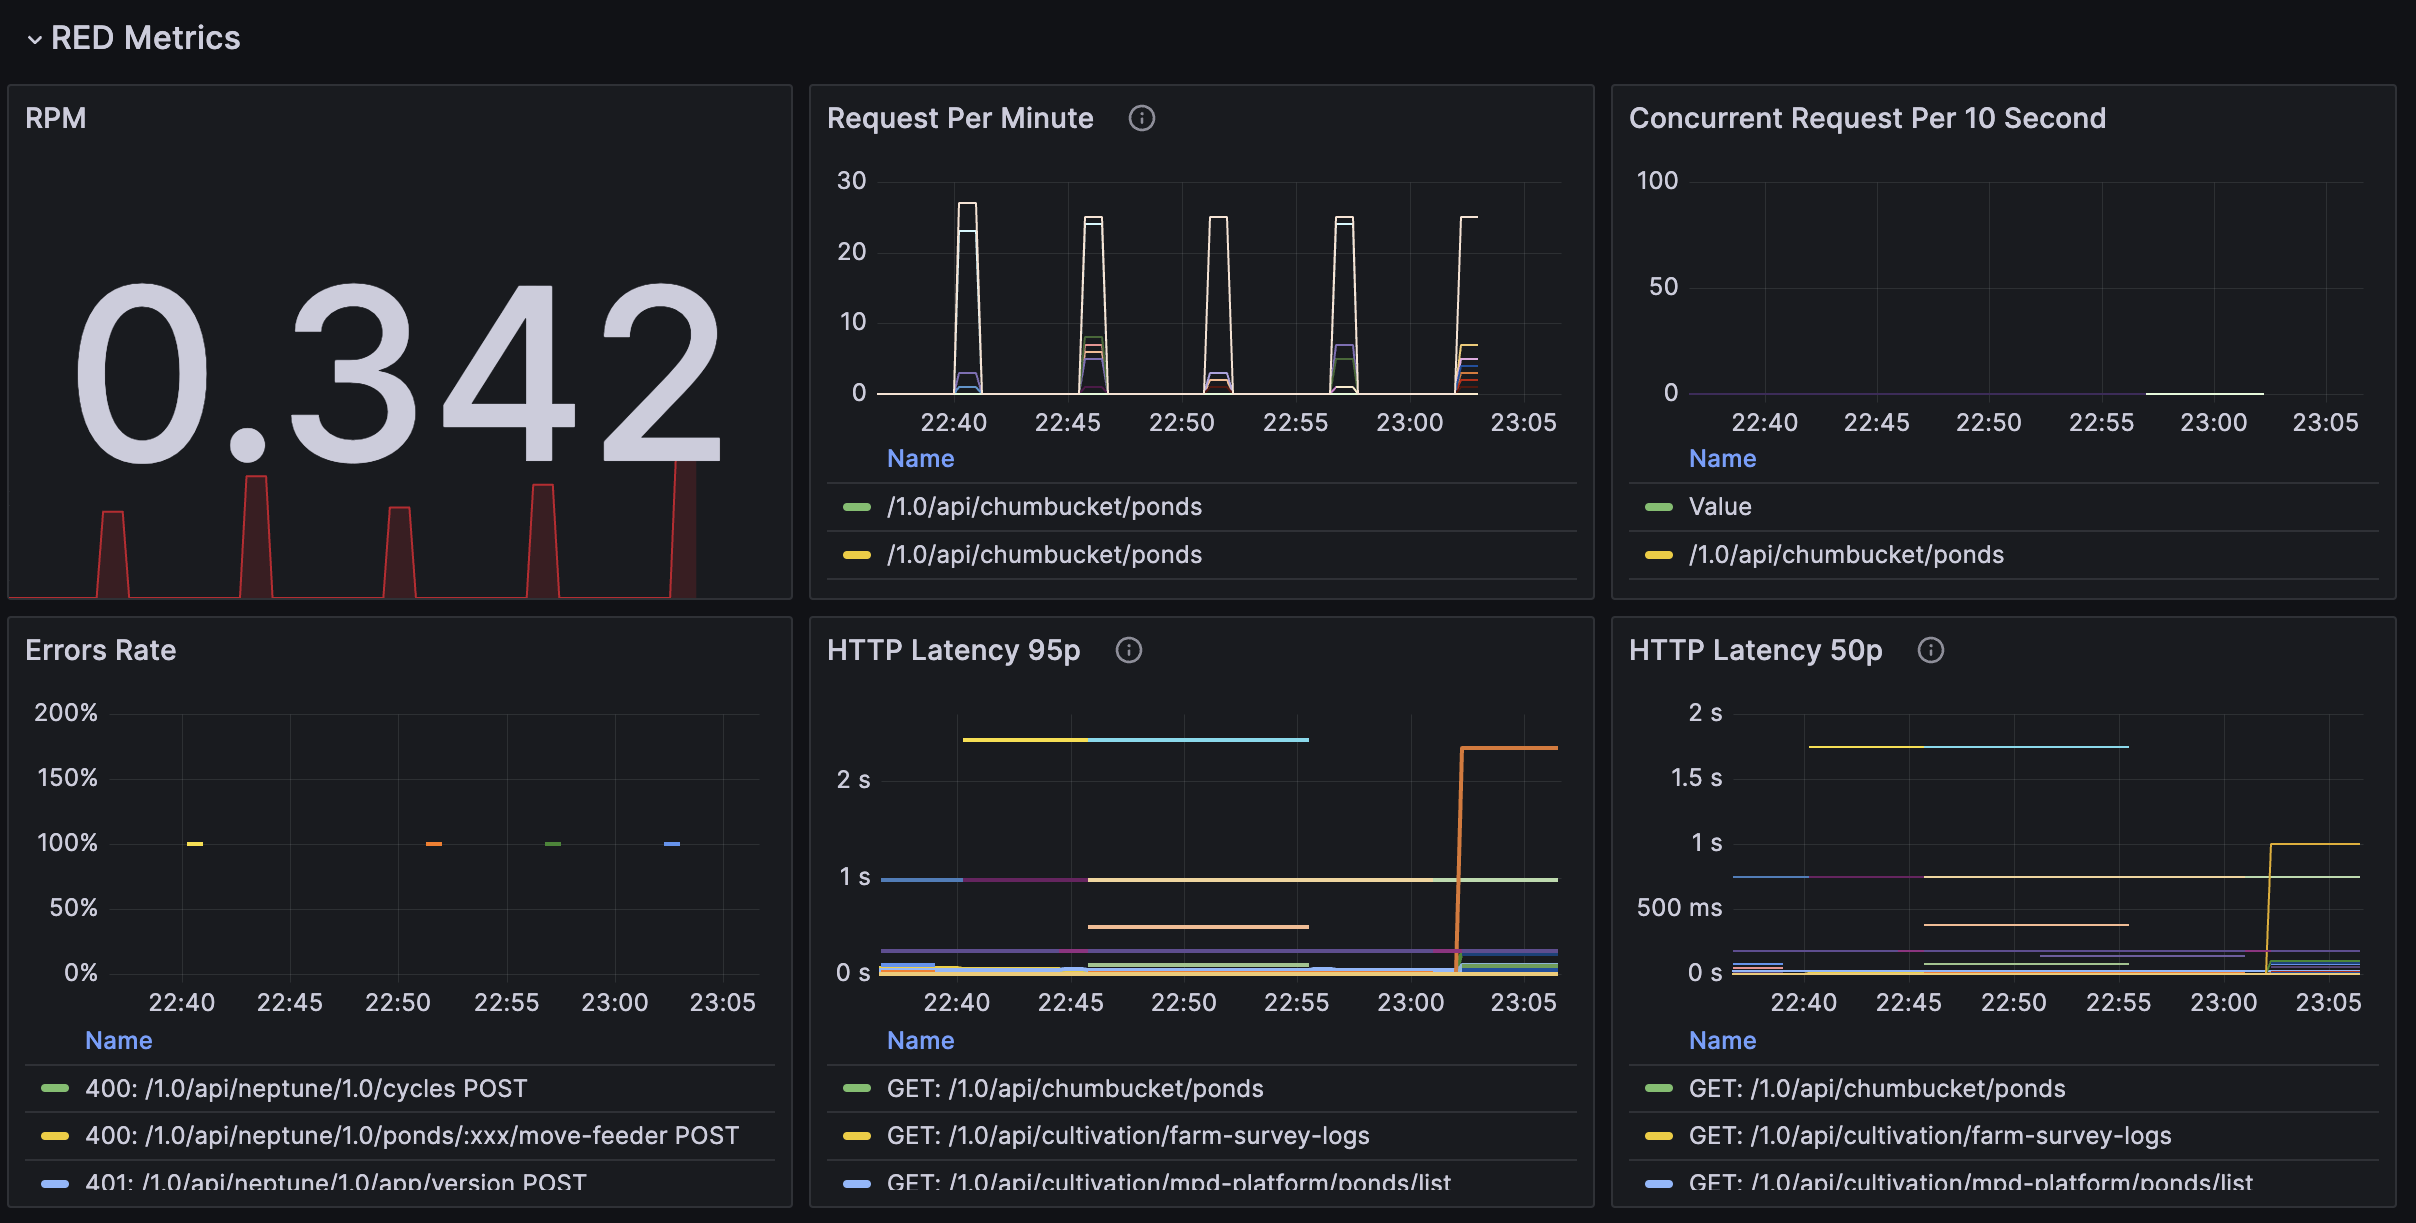 RED Metrics
RPM
0.342
Request Per Minute
30
20
10
0
22:40 22:45 22:50 22:55 23:00 23:05
Name
/1.0/api/chumbucket/ponds
/1.0/api/chumbucket/ponds
Concurrent Request Per 10 Second
100
50
0
22:40 22:45 22:50 22:55 23:00 23:05
Name
Value
/1.0/api/chumbucket/ponds
Errors Rate
200%
150%
100%
50%
0%
22:40 22:45 22:50 22:55 23:00 23:05
Name
400: /1.0/api/neptune/1.0/cycles POST
400: /1.0/api/neptune/1.0/ponds/:xxx/move-feeder POST
401: /1.0/api/neptune/1.0/app/version POST
HTTP Latency 95p
2 s
1 s
0 s
22:40 22:45 22:50 22:55 23:00 23:05
Name
GET: /1.0/api/chumbucket/ponds
GET: /1.0/api/cultivation/farm-survey-logs
GET: /1.0/api/cultivation/mpd-platform/ponds/list
HTTP Latency 50p
2 s
1.5 s
1 s
500 ms
0 s
22:40 22:45 22:50 22:55 23:00 23:05
Name
GET: /1.0/api/chumbucket/ponds
GET: /1.0/api/cultivation/farm-survey-logs
GET: /1.0/api/cultivation/mpd-platform/ponds/list